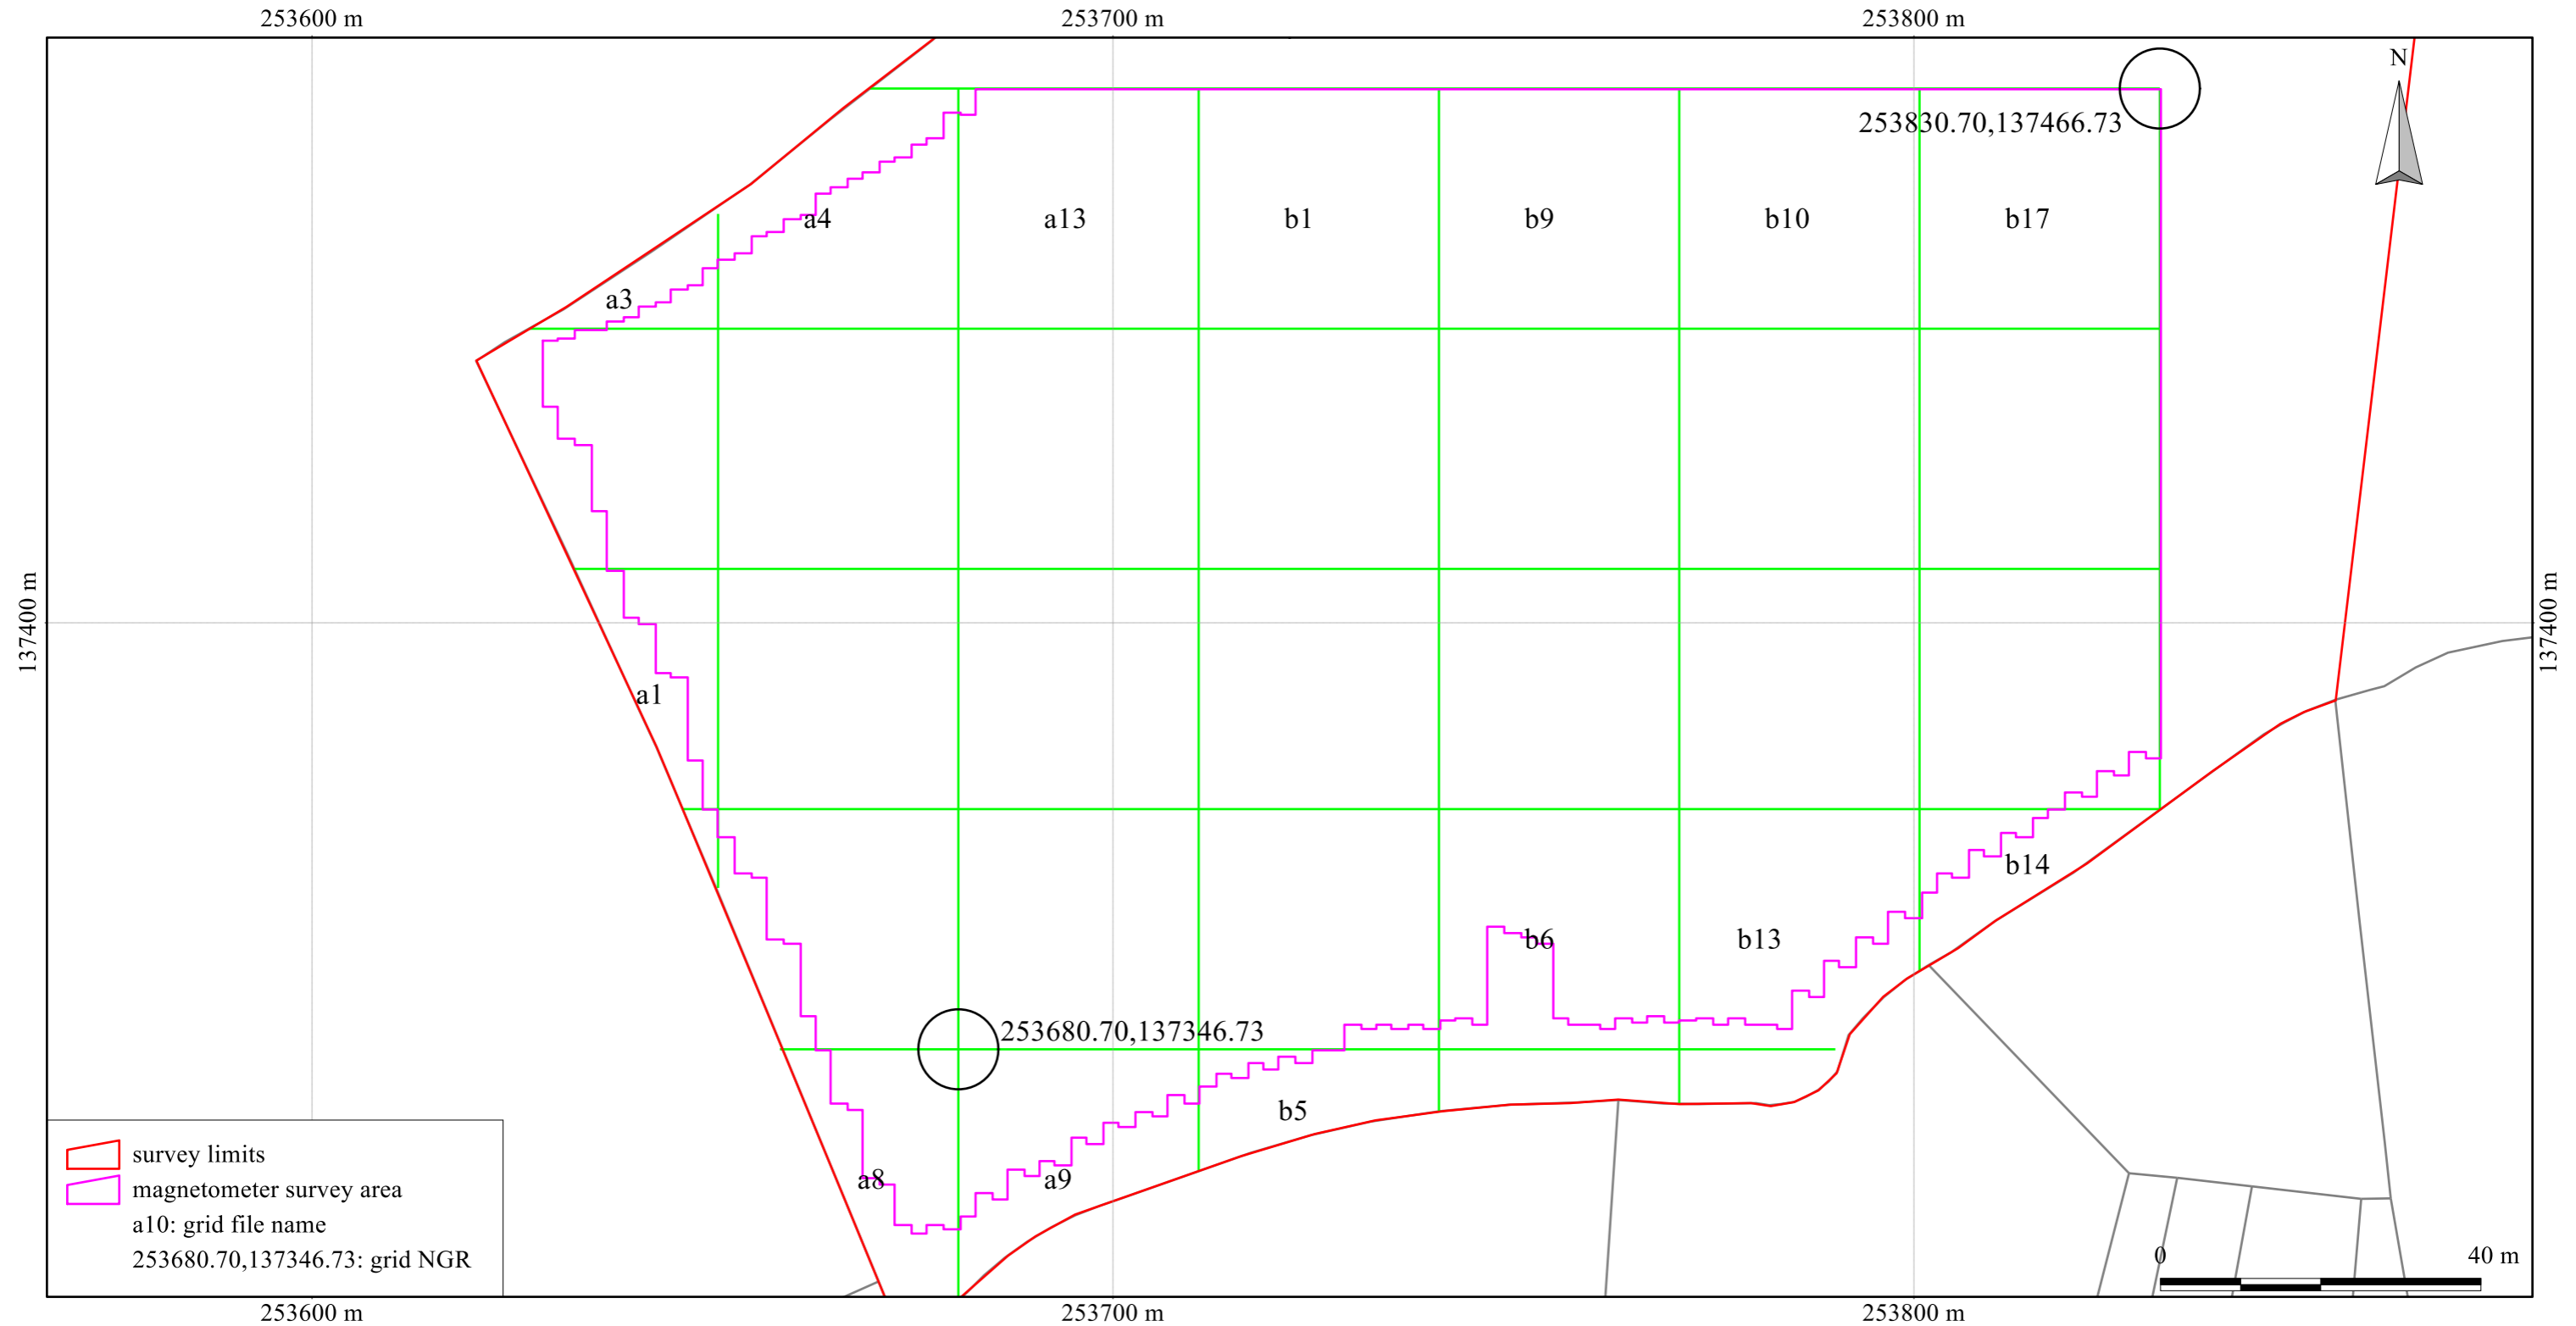 253600 m
253700 m
253800 m
N
253830.70,137466.73
a4
a13
b1
b9
b10
b17
a3
137400 m
137400 m
a1
b14
b6
b13
253680.70,137346.73
b5
a8
a9
survey limits
magnetometer survey area
a10: grid file name
253680.70,137346.73: grid NGR
0
40 m
253600 m
253700 m
253800 m